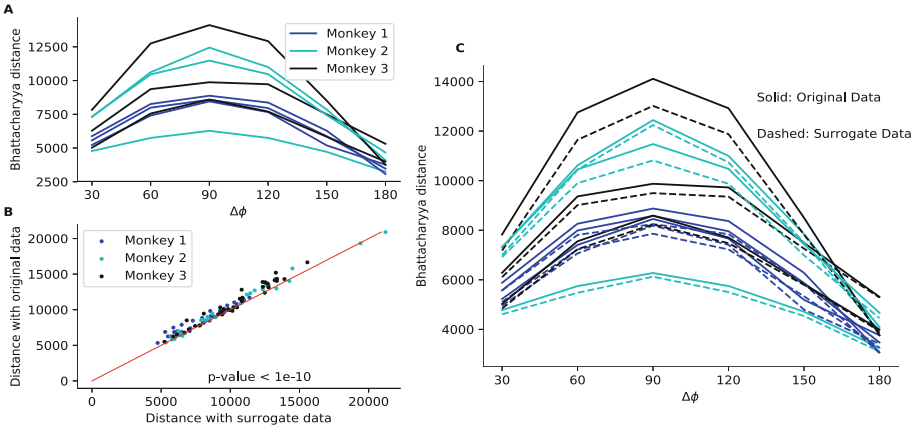 A
Bhattacharyya distance
12500
10000
7500
5000
2500
30 60 90 120 150 180
Δϕ
Monkey 1
Monkey 2
Monkey 3
B
Distance with original data
20000
15000
10000
5000
0
Monkey 1
Monkey 2
Monkey 3
p-value < 1e-10
0 5000 10000 15000 20000
Distance with surrogate data
C
Bhattacharyya distance
14000
12000
10000
8000
6000
4000
Solid: Original Data
Dashed: Surrogate Data
30 60 90 120 150 180
Δϕ